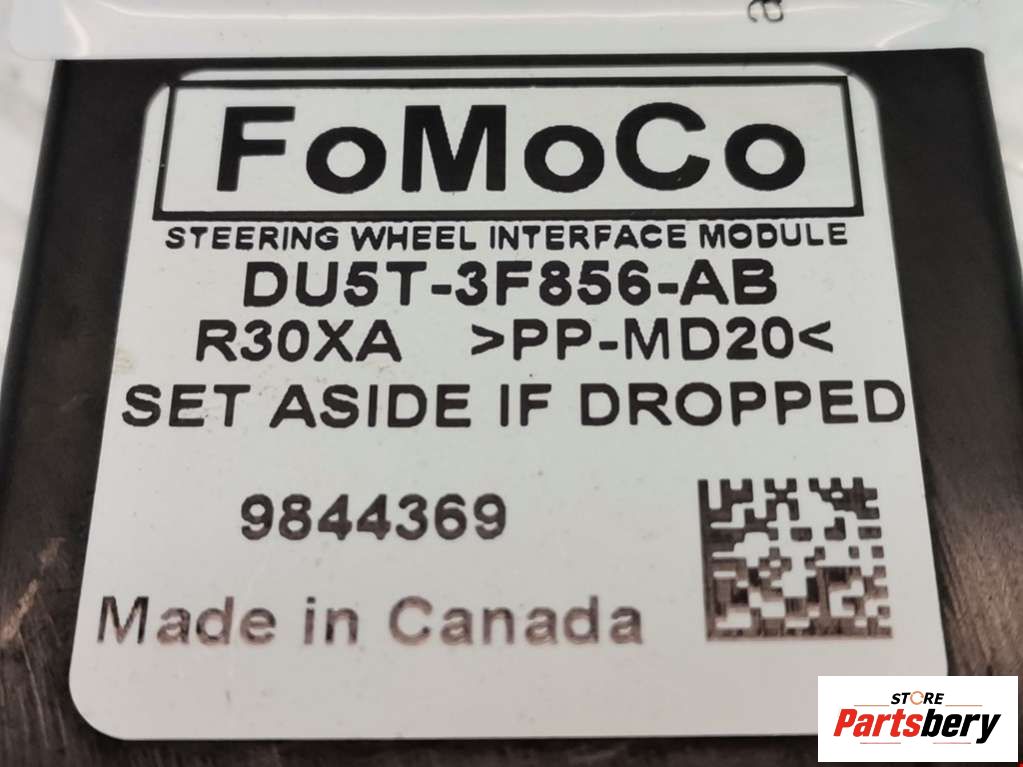 FoMoCo
STEERING WHEEL INTERFACE MODULE
DU5T-3F856-AB
R30XA >PP-MD20<
SET ASIDE IF DROPPED
9844369
Made in Canada
STORE
Partsbery